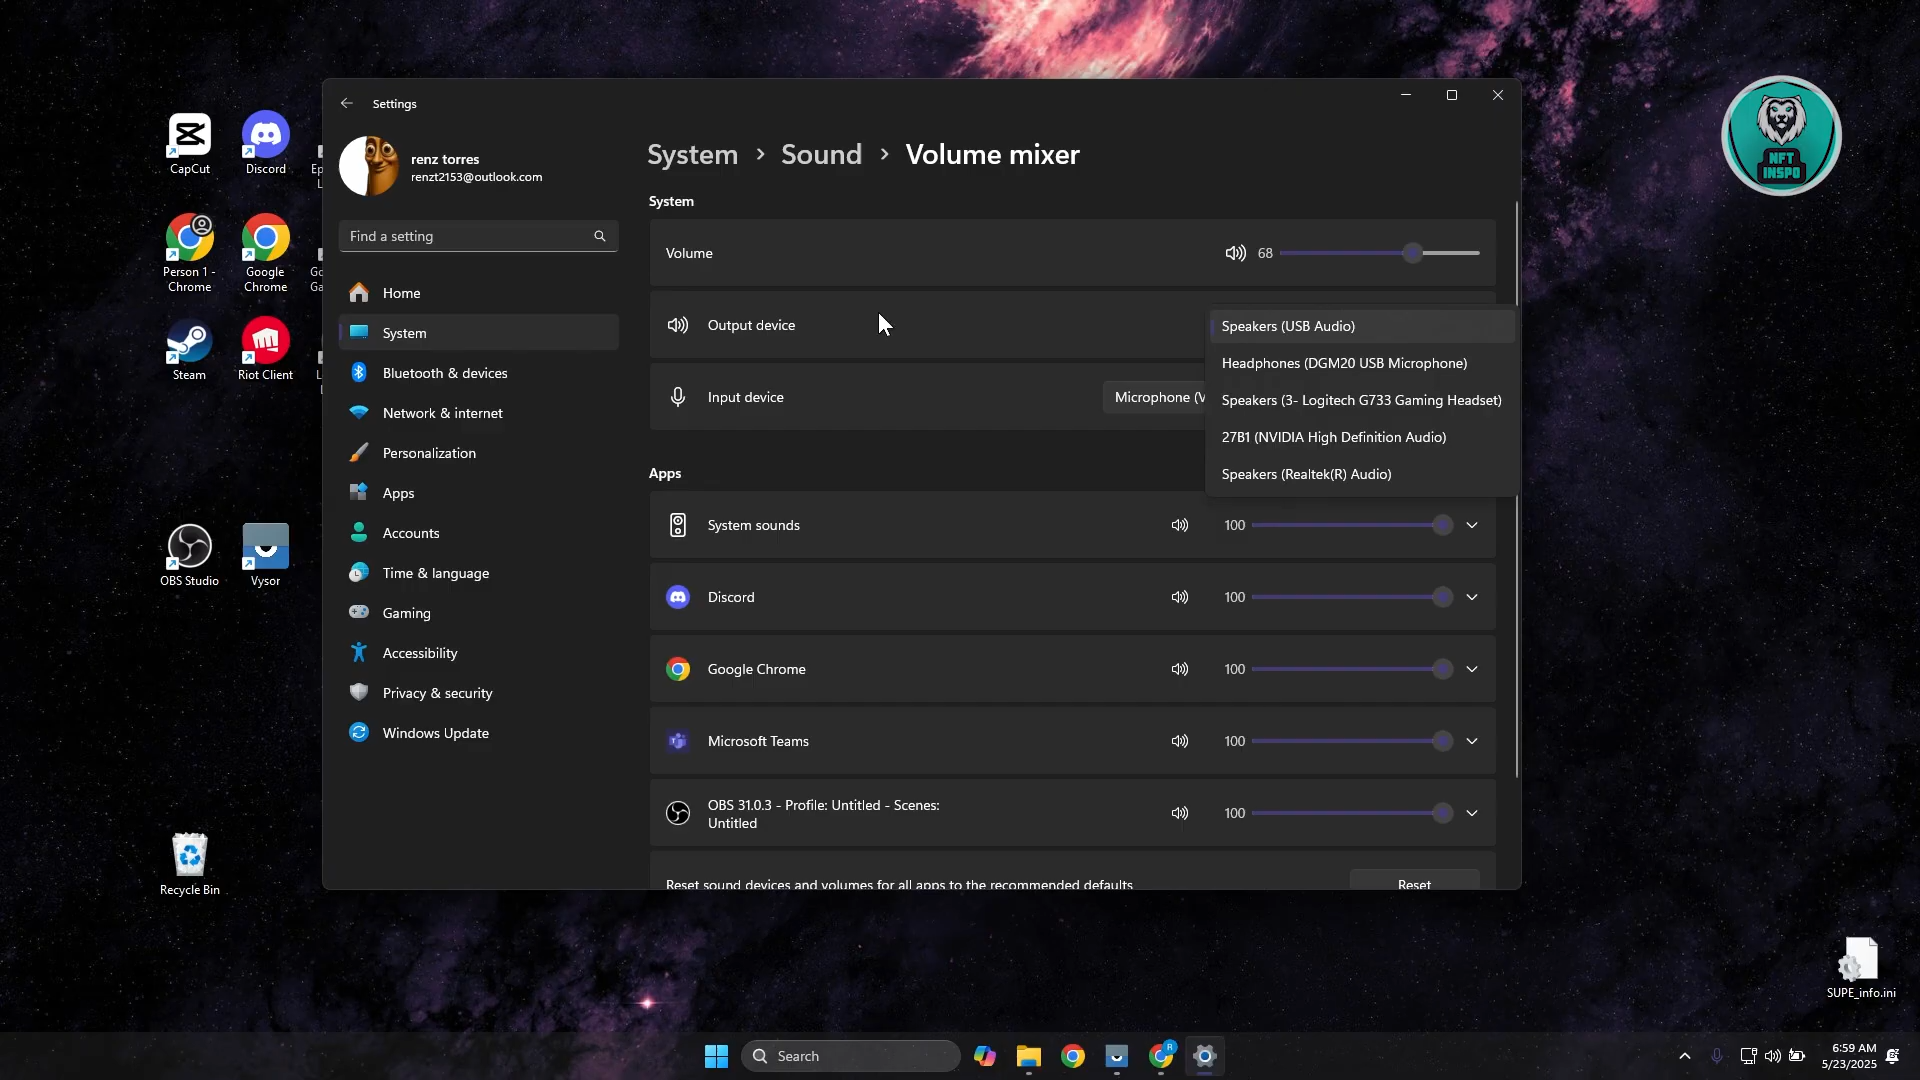 Settings
renz torres
renzt2153@outlook.com
Find a setting
Home
System
Bluetooth & devices
Network & internet
Personalization
Apps
Accounts
Time & language
Gaming
Accessibility
Privacy & security
Windows Update
System > Sound > Volume mixer
System
Volume
68
Output device
Speakers (USB Audio)
Headphones (DGM20 USB Microphone)
Speakers (3- Logitech G733 Gaming Headset)
27B1 (NVIDIA High Definition Audio)
Speakers (Realtek(R) Audio)
Input device
Microphone (V
Apps
System sounds
100
Discord
100
Google Chrome
100
Microsoft Teams
100
OBS 31.0.3 - Profile: Untitled - Scenes:
Untitled
100
Reset sound devices and volumes for all apps to the recommended defaults
Reset
CapCut
Discord
Person 1 -
Chrome
Google
Chrome
Steam
Riot Client
OBS Studio
Vysor
Recycle Bin
NFT
INSPO
SUPE_info.ini
Search
R
6:59 AM
5/23/2025